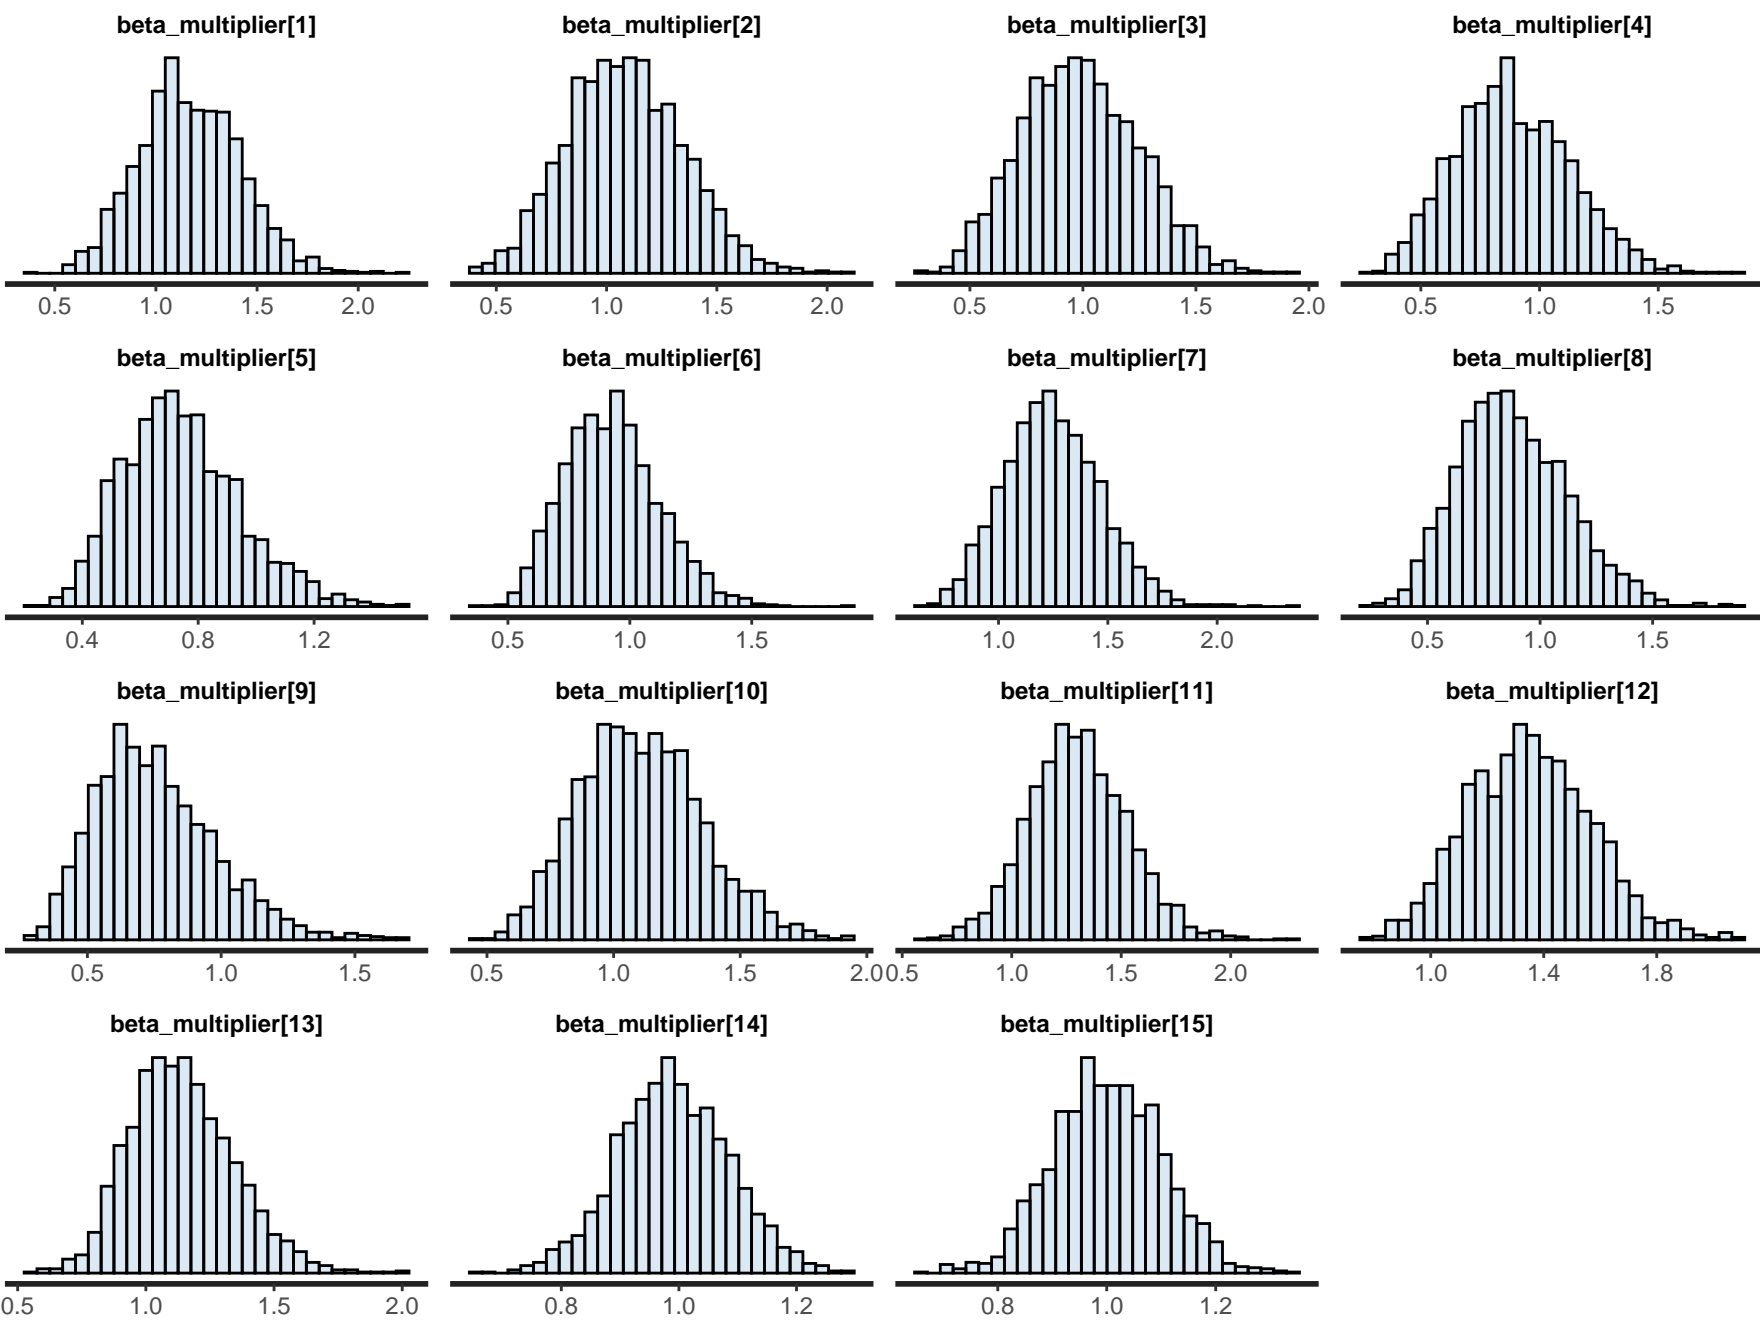 beta_multiplier[1] beta_multiplier[2] beta_multiplier[3] beta_multiplier[4]
0.5 1.0 1.5 2.0 0.5 1.0 1.5 2.0 0.5 1.0 1.5 2.0 0.5 1.0 1.5
beta_multiplier[5] beta_multiplier[6] beta_multiplier[7] beta_multiplier[8]
0.4 0.8 1.2 0.5 1.0 1.5 1.0 1.5 2.0 0.5 1.0 1.5
beta_multiplier[9] beta_multiplier[10] beta_multiplier[11] beta_multiplier[12]
0.5 1.0 1.5 0.5 1.0 1.5 2.0 0.5 1.0 1.5 2.0 1.0 1.4 1.8
beta_multiplier[13] beta_multiplier[14] beta_multiplier[15]
0.5 1.0 1.5 2.0 0.8 1.0 1.2 0.8 1.0 1.2